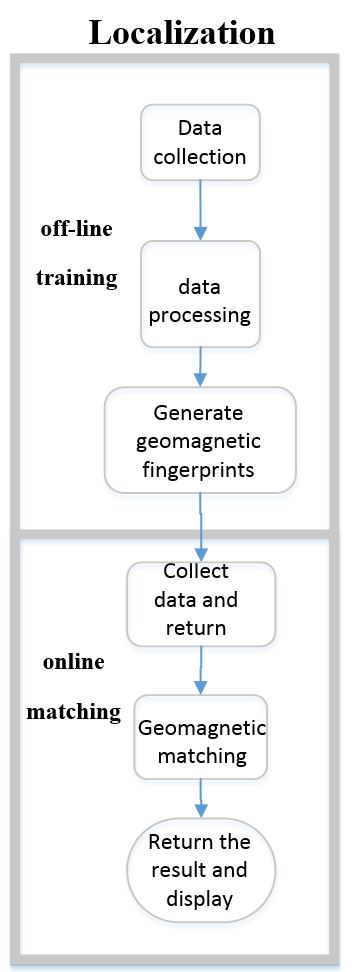 Localization
Data
collection
off-line
training
data
processing
Generate
geomagnetic
fingerprints
Collect
data and
return
online
matching
Geomagnetic
matching
Return the
result and
display